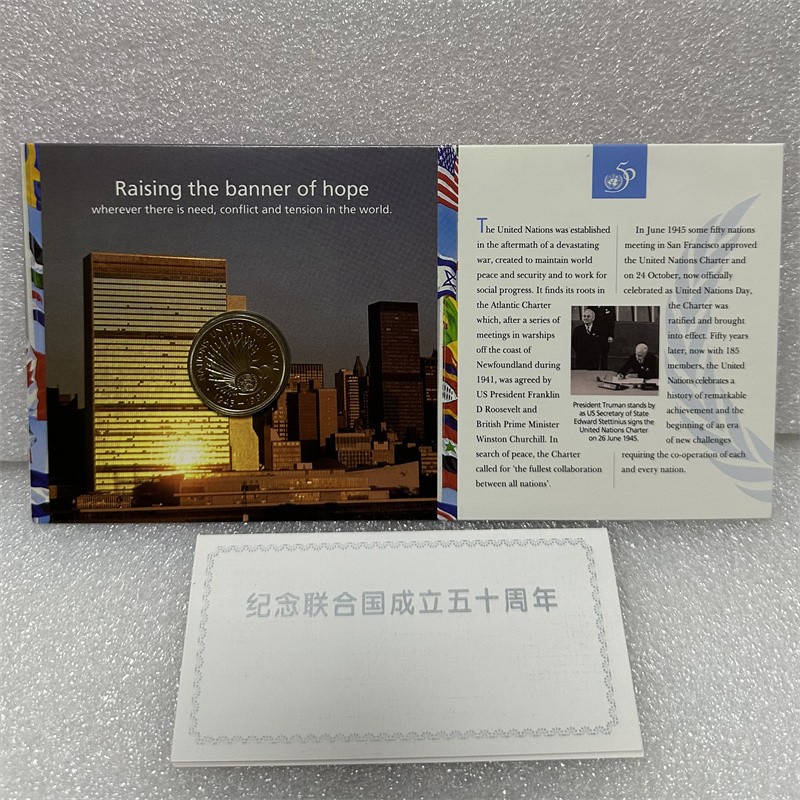 Raising the banner of hope
wherever there is need, conflict and tension in the world.
NATIONS UNITED FOR PEACE
1945-1995
50
The United Nations was established
in the aftermath of a devastating
war, created to maintain world
peace and security and to work for
social progress. It finds its roots in
the Atlantic Charter
which, after a series of
meetings in warships
off the coast of
Newfoundland during
1941, was agreed by
US President Franklin
D Roosevelt and
British Prime Minister
Winston Churchill. In
search of peace, the Charter
called for 'the fullest collaboration
between all nations'.
In June 1945 some fifty nations
meeting in San Francisco approved
the United Nations Charter and
on 24 October, now officially
celebrated as United Nations Day,
the Charter was
ratified and brought
into effect. Fifty years
later, now with 185
members, the United
Nations celebrates a
history of remarkable
achievement and the
beginning of an era
of new challenges
requiring the co-operation of each
and every nation.
President Truman stands by
as US Secretary of State
Edward Stettinius signs the
United Nations Charter
on 26 June 1945.
纪念联合国成立五十周年